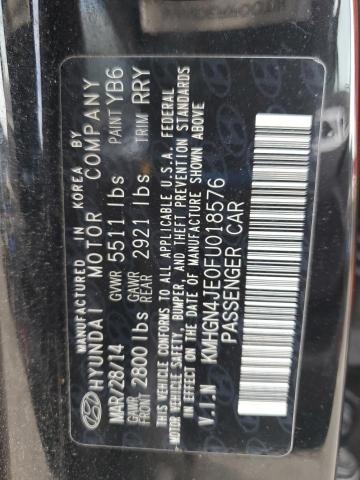 MANUFACTURED IN KOREA BY
HYUNDAI MOTOR COMPANY
MAR/28/14 GVWR 5511 lbs PAINT YB6
GAWR FRONT 2800 lbs GAWR REAR 2921 lbs TRIM RRY
THIS VEHICLE CONFORMS TO ALL APPLICABLE U.S.A. FEDERAL
MOTOR VEHICLE SAFETY, BUMPER, AND THEFT PREVENTION STANDARDS
IN EFFECT ON THE DATE OF MANUFACTURE SHOWN ABOVE
V.I.N KMHGN4JE0FU018576
PASSENGER CAR